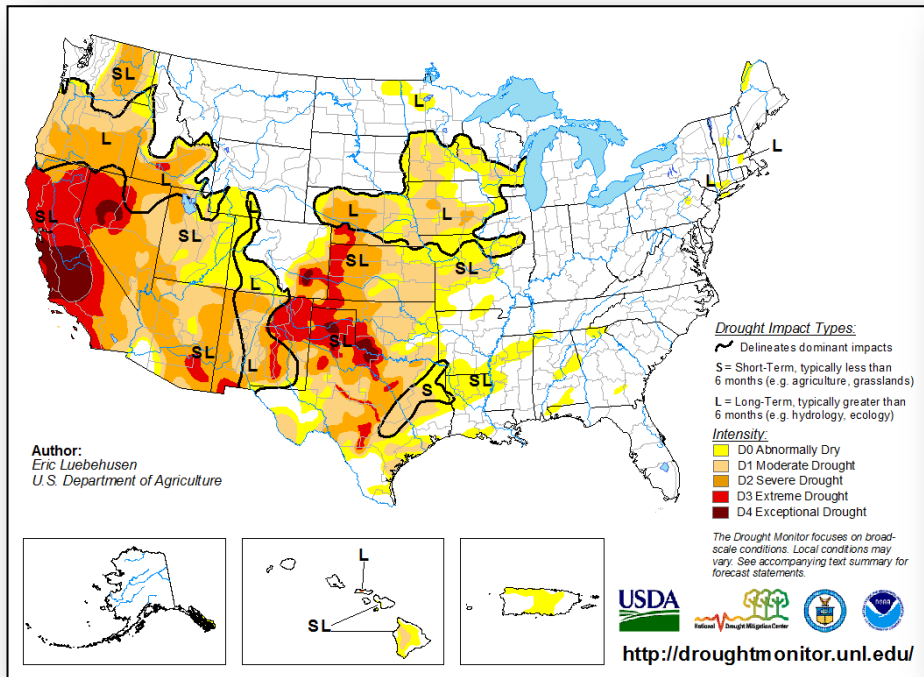 SL
L
L
SL
L
SL
L
SL
L
L
SL
SL
L
SL
L
S
SL
L
L
Drought Impact Types:
Delineates dominant impacts
S = Short-Term, typically less than
6 months (e.g. agriculture, grasslands)
L = Long-Term, typically greater than
6 months (e.g. hydrology, ecology)
Intensity:
D0 Abnormally Dry
D1 Moderate Drought
D2 Severe Drought
D3 Extreme Drought
D4 Exceptional Drought
Author:
Eric Luebehusen
U.S. Department of Agriculture
The Drought Monitor focuses on broad-
scale conditions. Local conditions may
vary. See accompanying text summary for
forecast statements.
L
SL
USDA
National Drought Mitigation Center
http://droughtmonitor.unl.edu/